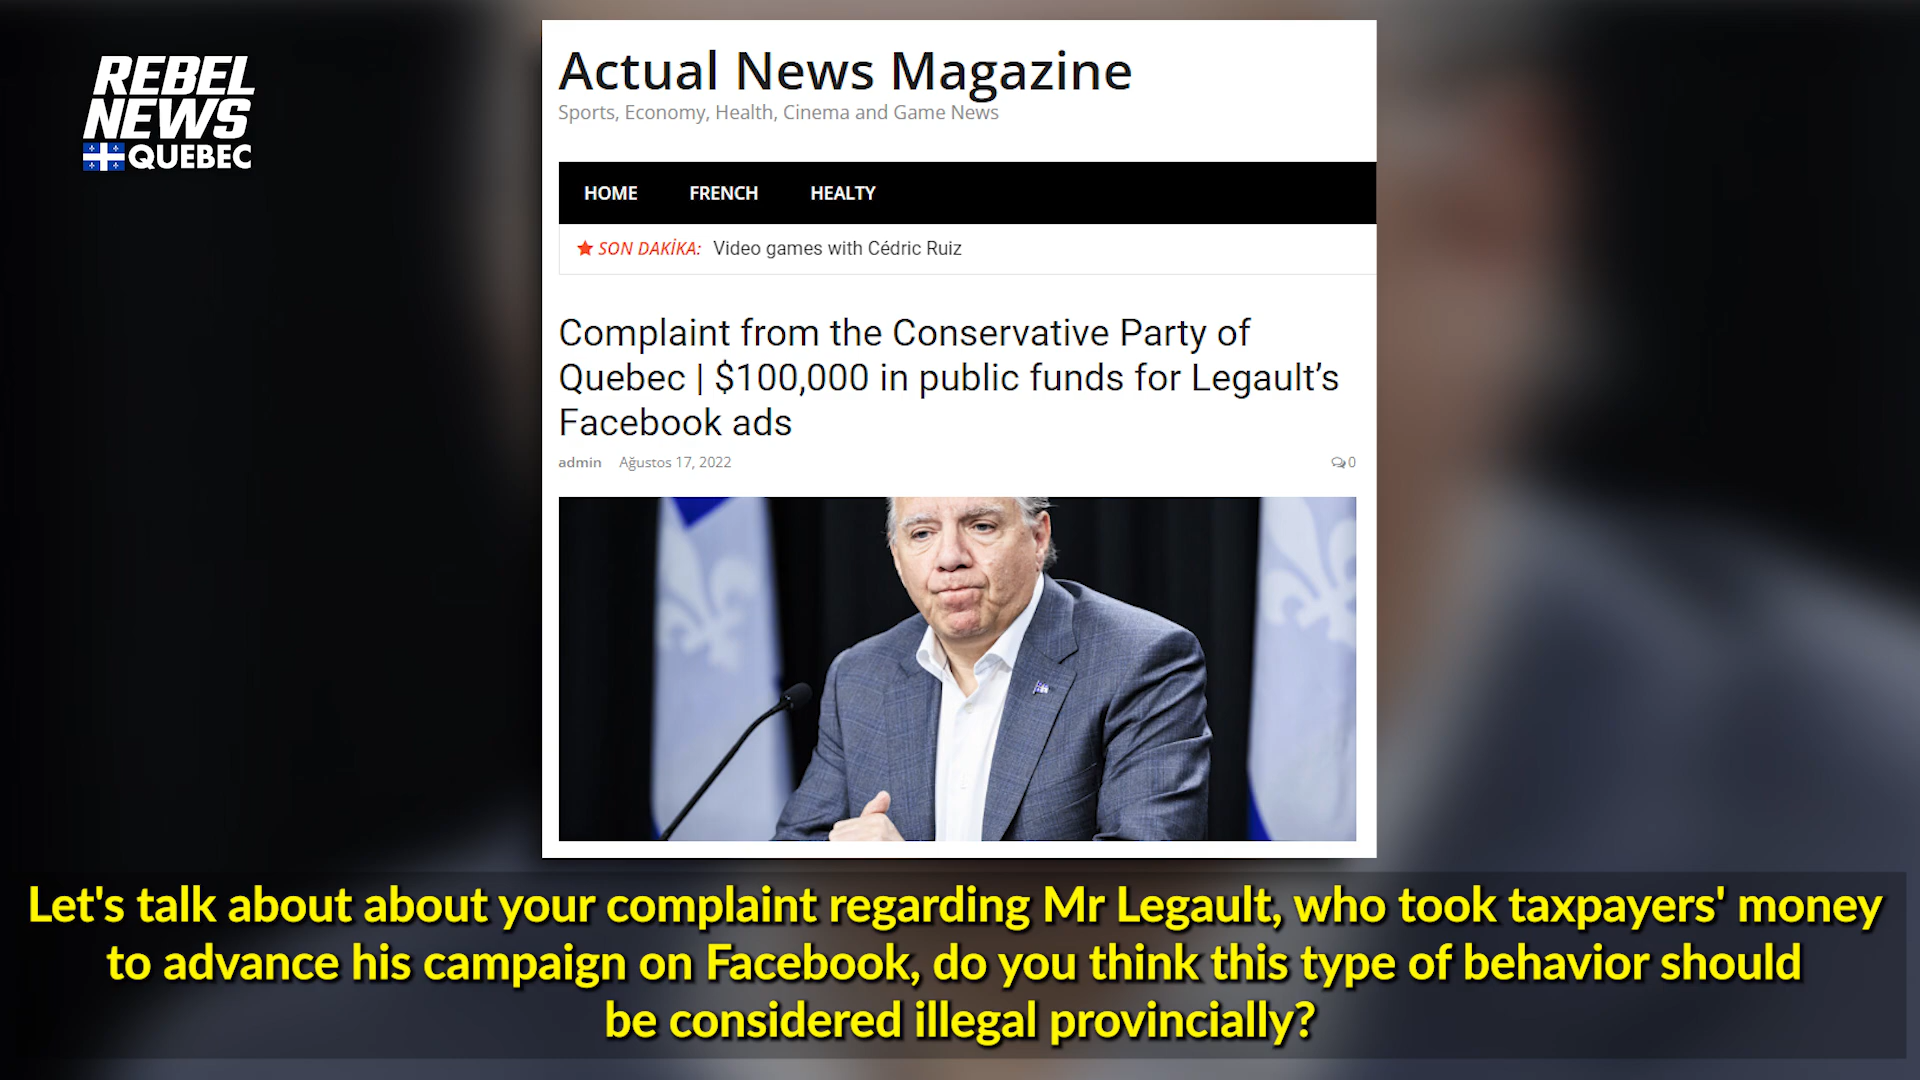 REBEL
NEWS
QUEBEC
Actual News Magazine
Sports, Economy, Health, Cinema and Game News
HOME FRENCH HEALTY
SON DAKİKA: Video games with Cédric Ruiz
Complaint from the Conservative Party of
Quebec | $100,000 in public funds for Legault’s
Facebook ads
admin Ağustos 17, 2022 0
Let's talk about about your complaint regarding Mr Legault, who took taxpayers' money
to advance his campaign on Facebook, do you think this type of behavior should
be considered illegal provincially?